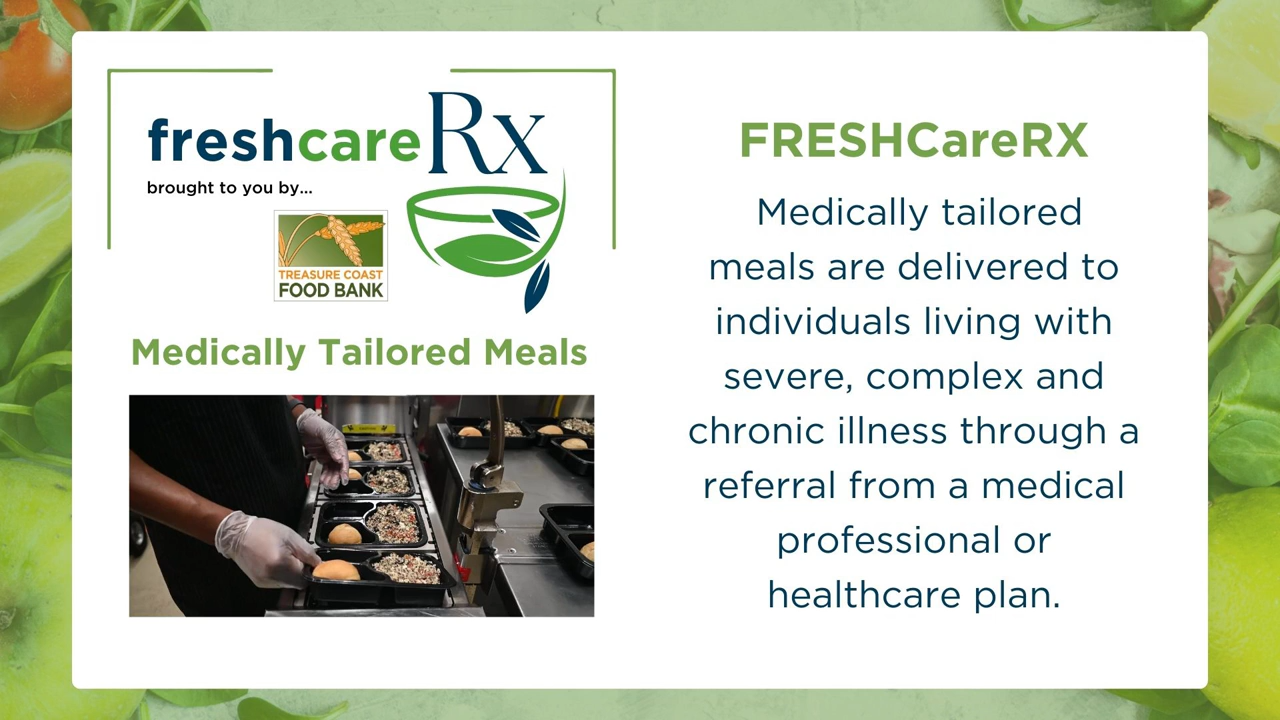 freshcareRx
brought to you by...
TREASURE COAST
FOOD BANK
Medically Tailored Meals
FRESHCareRX
Medically tailored
meals are delivered to
individuals living with
severe, complex and
chronic illness through a
referral from a medical
professional or
healthcare plan.